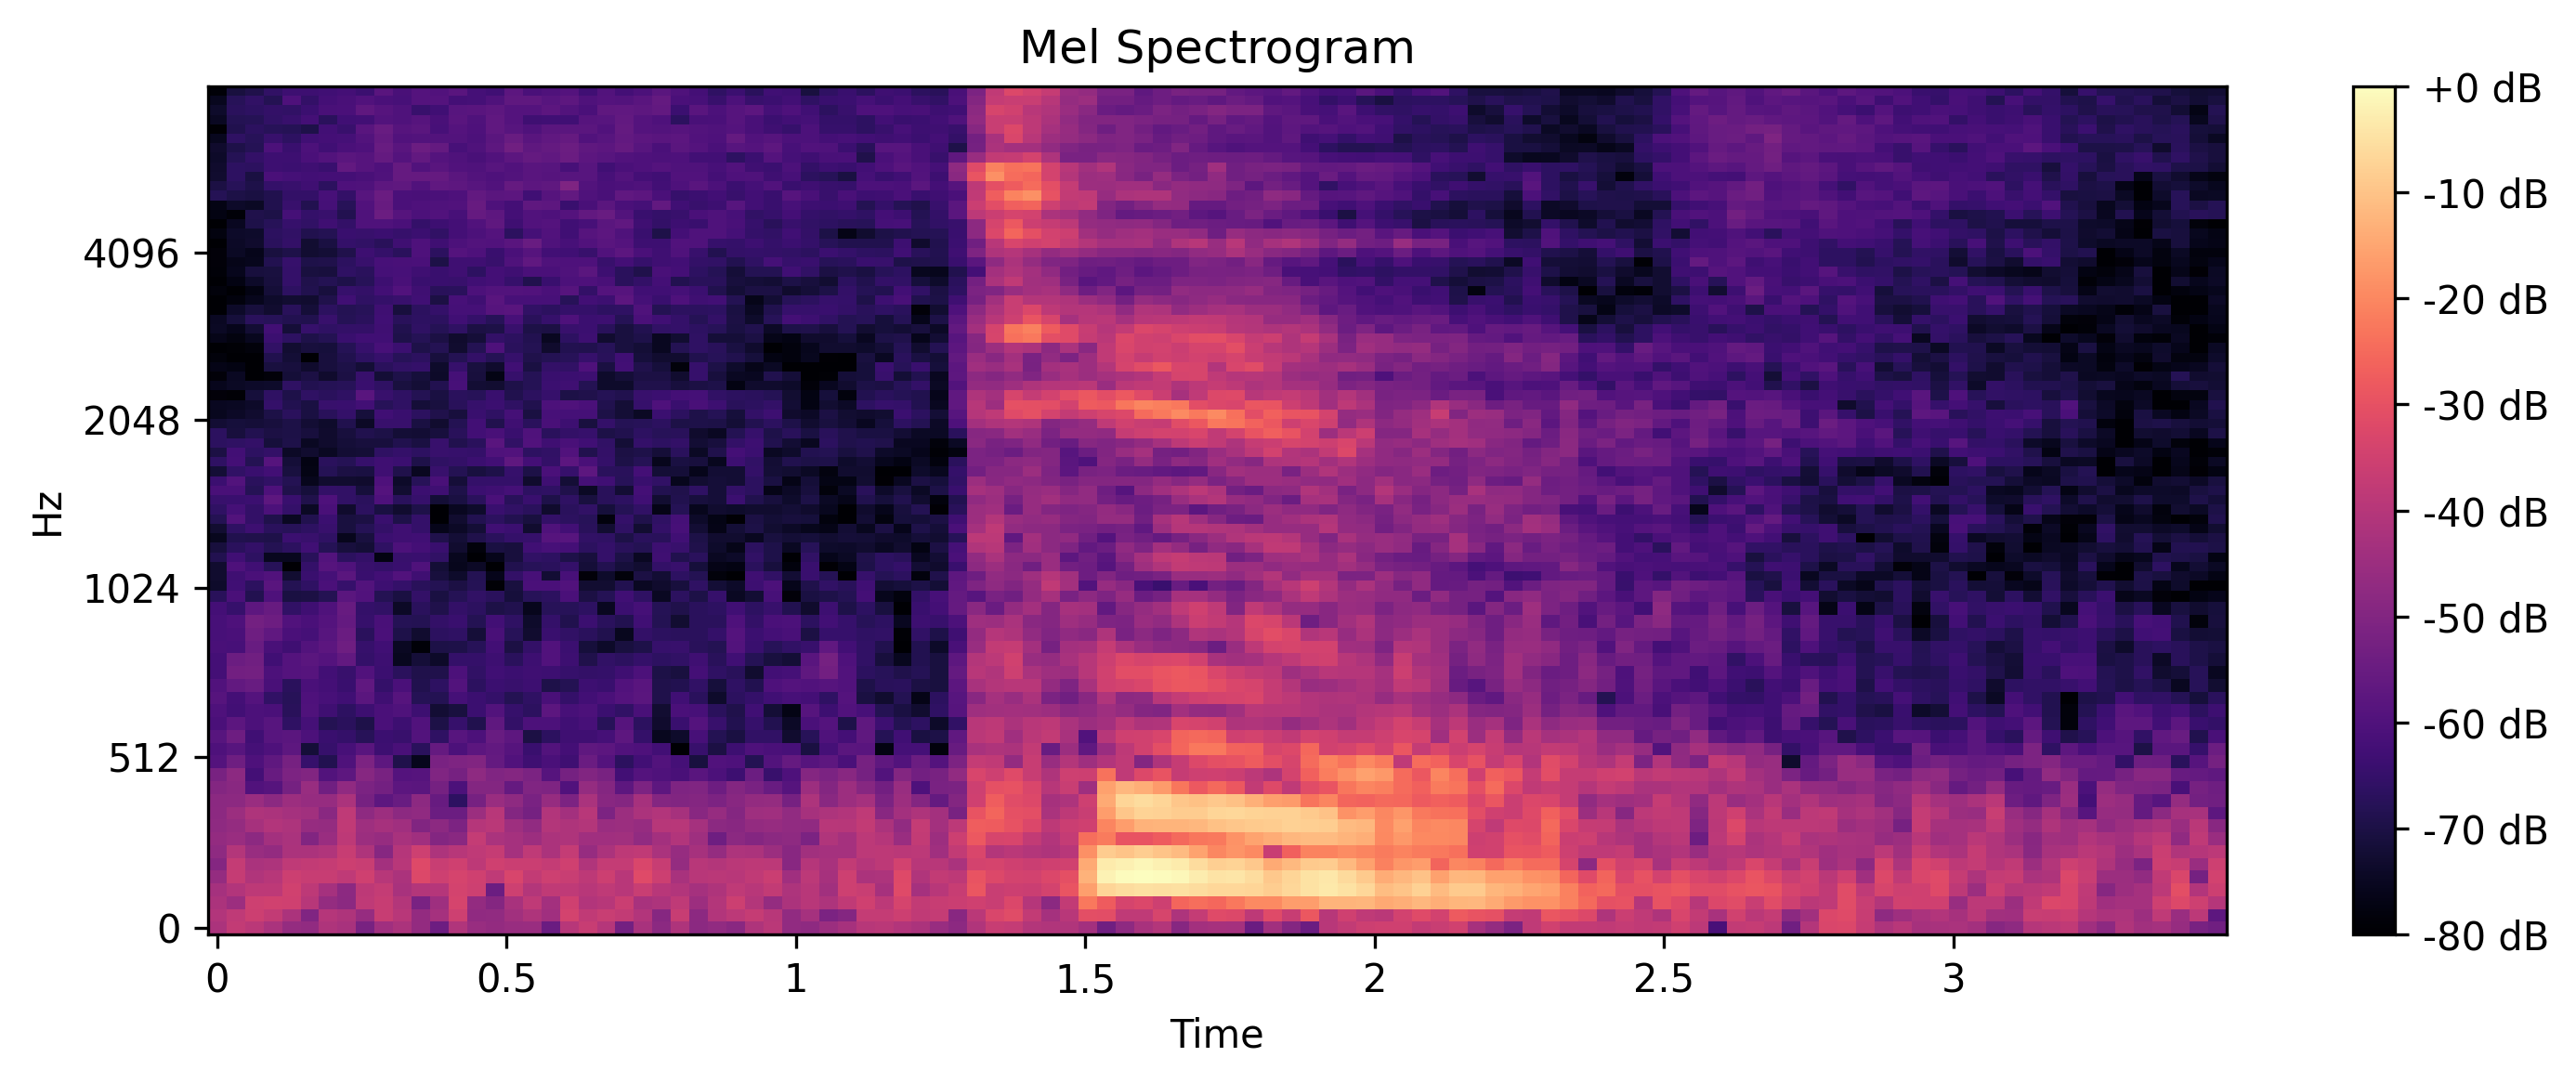 Mel Spectrogram
+0 dB
-10 dB
-20 dB
-30 dB
-40 dB
-50 dB
-60 dB
-70 dB
-80 dB
4096
2048
1024
512
0
Hz
0 0.5 1 1.5 2 2.5 3
Time